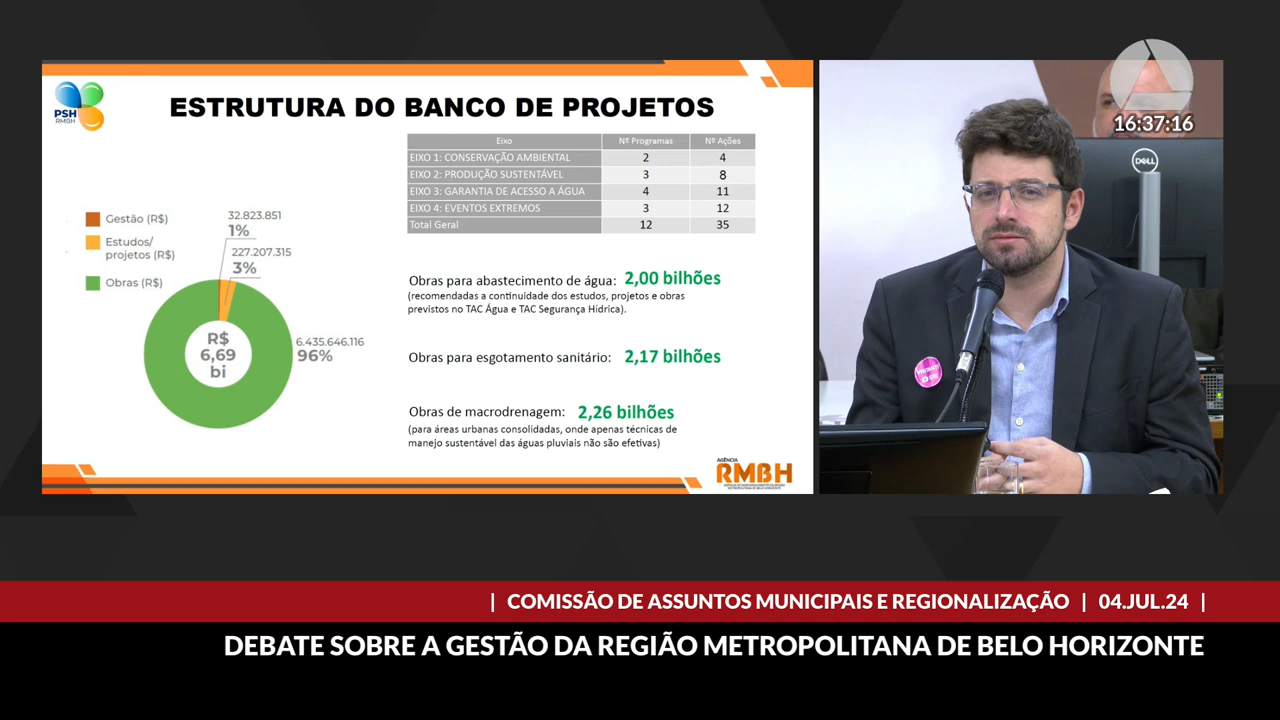 ESTRUTURA DO BANCO DE PROJETOS
PSH
RMBH
Eixo Nº Programas Nº Ações
EIXO 1: CONSERVAÇÃO AMBIENTAL 2 4
EIXO 2: PRODUÇÃO SUSTENTÁVEL 3 8
EIXO 3: GARANTIA DE ACESSO A ÁGUA 4 11
EIXO 4: EVENTOS EXTREMOS 3 12
Total Geral 12 35
Gestão (R$)
Estudos/
projetos (R$)
Obras (R$)
32.823.851
1%
227.207.315
3%
6.435.646.116
96%
R$
6,69
bi
Obras para abastecimento de água: 2,00 bilhões
(recomendadas a continuidade dos estudos, projetos e obras
previstos no TAC Água e TAC Segurança Hídrica).
Obras para esgotamento sanitário: 2,17 bilhões
Obras de macrodrenagem: 2,26 bilhões
(para áreas urbanas consolidadas, onde apenas técnicas de
manejo sustentável das águas pluviais não são efetivas)
AGÊNCIA
RMBH
16:37:16
DELL
| COMISSÃO DE ASSUNTOS MUNICIPAIS E REGIONALIZAÇÃO | 04.JUL.24 |
DEBATE SOBRE A GESTÃO DA REGIÃO METROPOLITANA DE BELO HORIZONTE